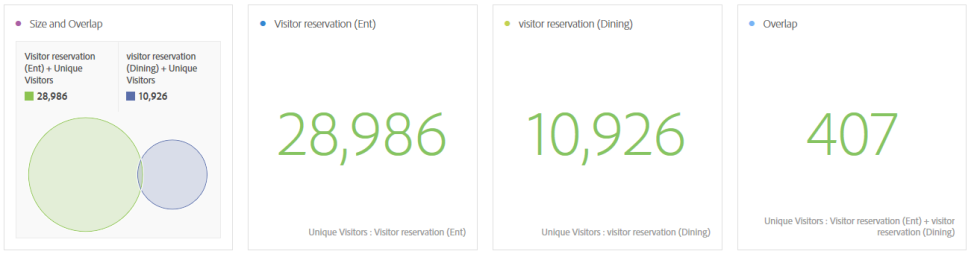 Size and Overlap
Visitor reservation
(Ent) + Unique
Visitors
28,986
visitor reservation
(Dining) + Unique
Visitors
10,926
Visitor reservation (Ent)
28,986
Unique Visitors : Visitor reservation (Ent)
visitor reservation (Dining)
10,926
Unique Visitors : visitor reservation (Dining)
Overlap
407
Unique Visitors : Visitor reservation (Ent) + visitor
reservation (Dining)